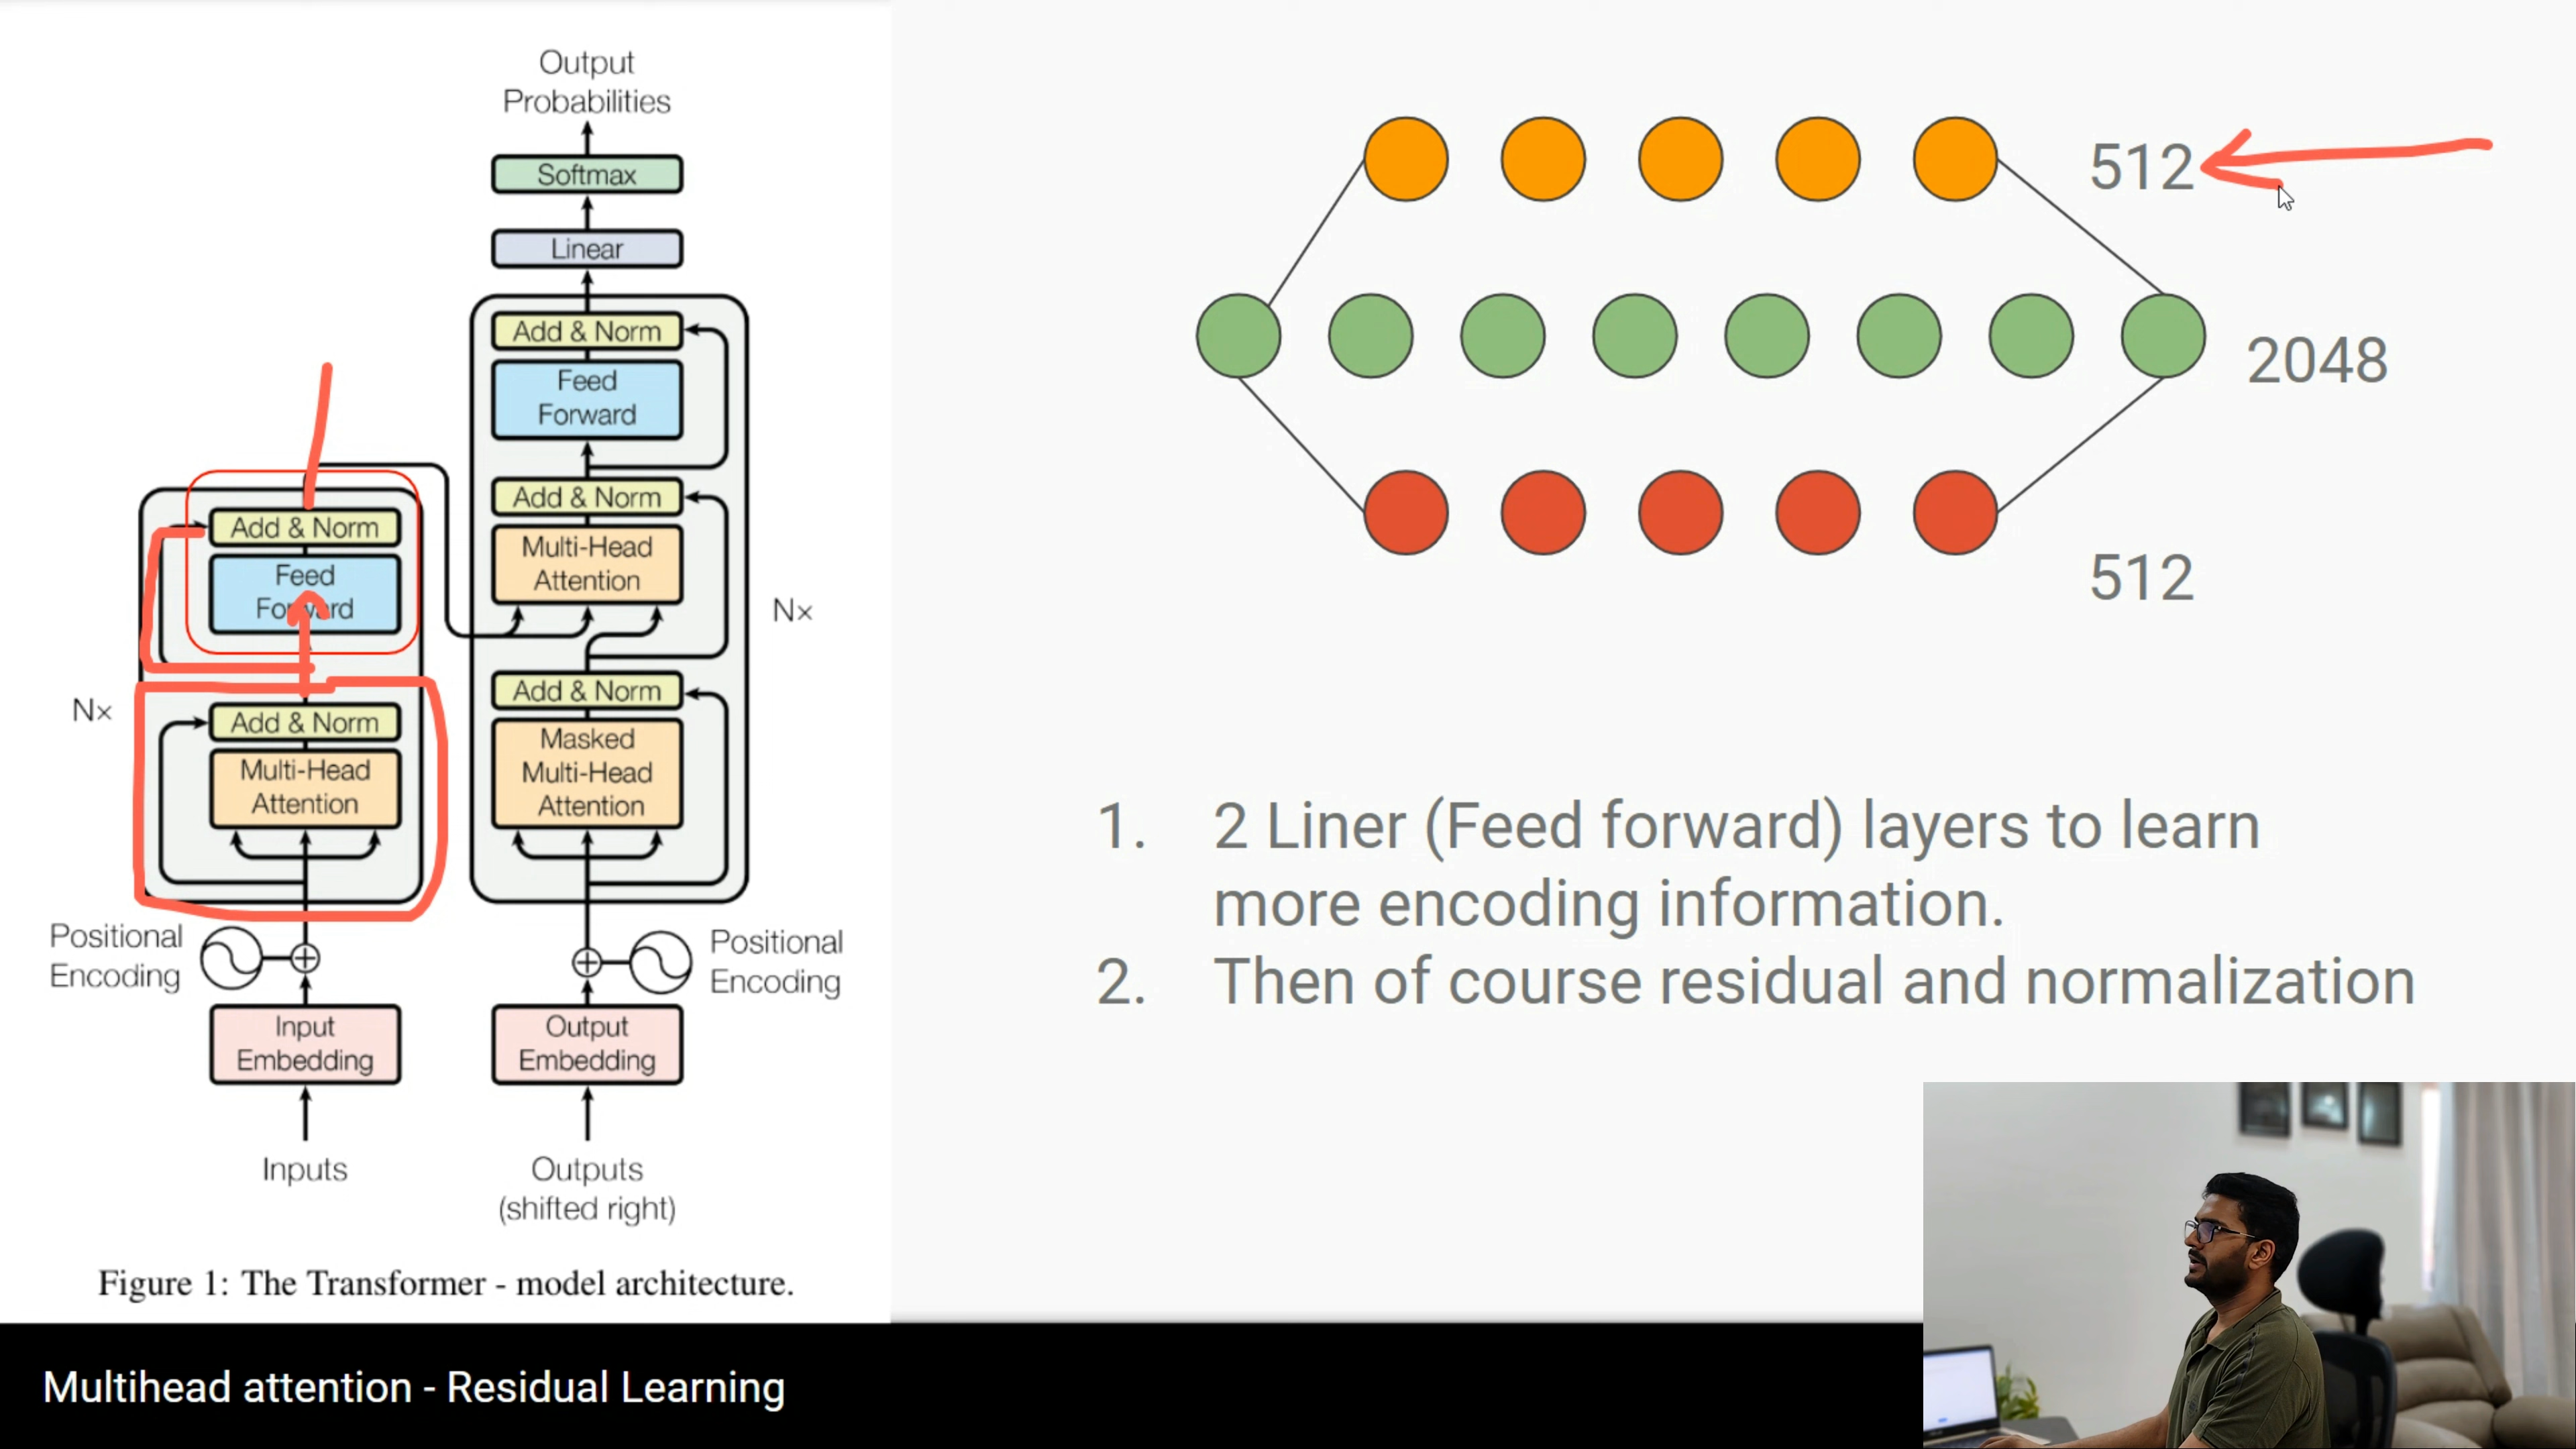 Output
Probabilities
Softmax
Linear
Add & Norm
Feed
Forward
Add & Norm
Multi-Head
Attention
Nx
Add & Norm
Masked
Multi-Head
Attention
Positional
Encoding
Output
Embedding
Outputs
(shifted right)
Add & Norm
Feed
Forward
Nx
Add & Norm
Multi-Head
Attention
Positional
Encoding
Input
Embedding
Inputs
Figure 1: The Transformer - model architecture.
512
2048
512
1. 2 Liner (Feed forward) layers to learn
more encoding information.
2. Then of course residual and normalization
Multihead attention - Residual Learning